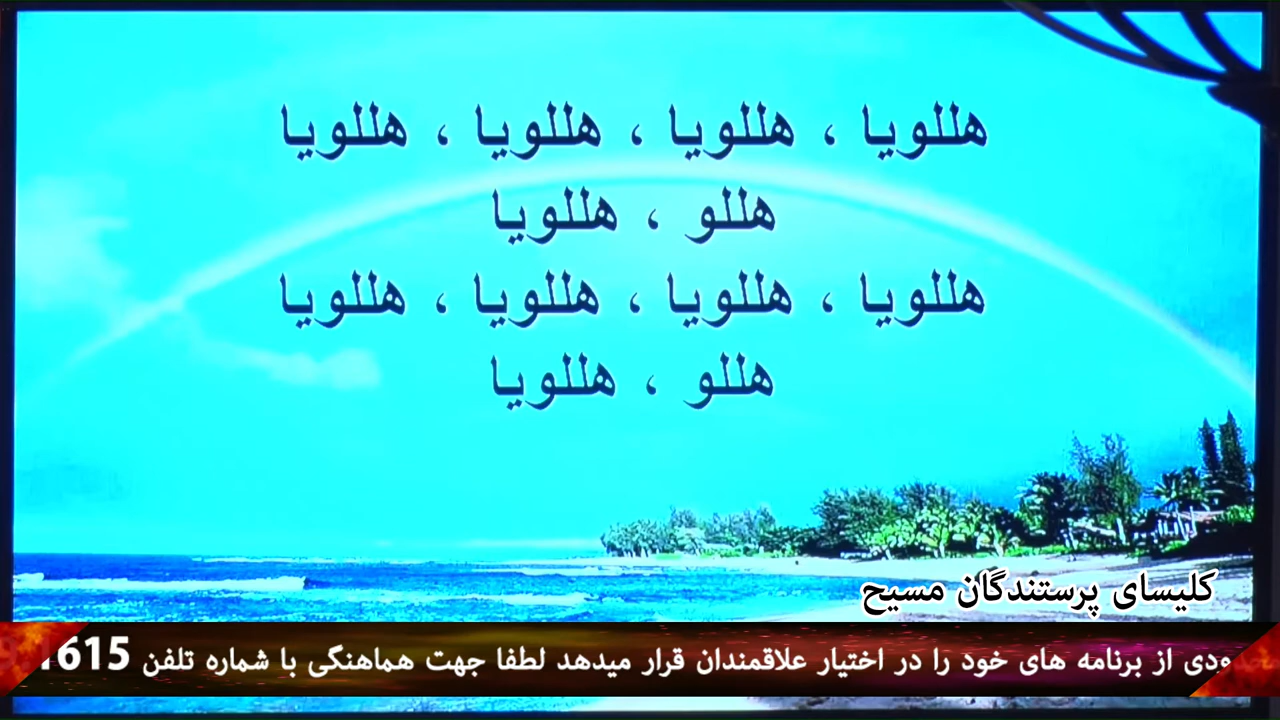 هللویا ، هللویا ، هللویا ، هللویا
هللو ، هللویا
هللویا ، هللویا ، هللویا ، هللویا
هللو ، هللویا
کلیسای پرستندگان مسیح
از برنامه های خود را در اختیار علاقمندان قرار میدهد لطفا جهت هماهنگی با شماره تلفن